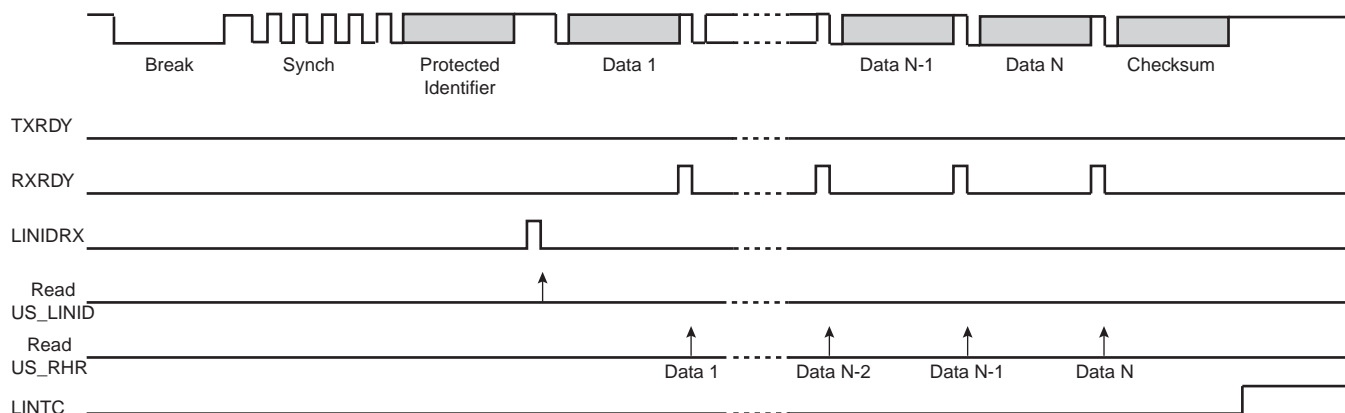 Break Synch Protected Identifier Data 1 Data N-1 Data N Checksum
TXRDY
RXRDY
LINIDRX
Read
US_LINID
Read
US_RHR
Data 1 Data N-2 Data N-1 Data N
LINTC